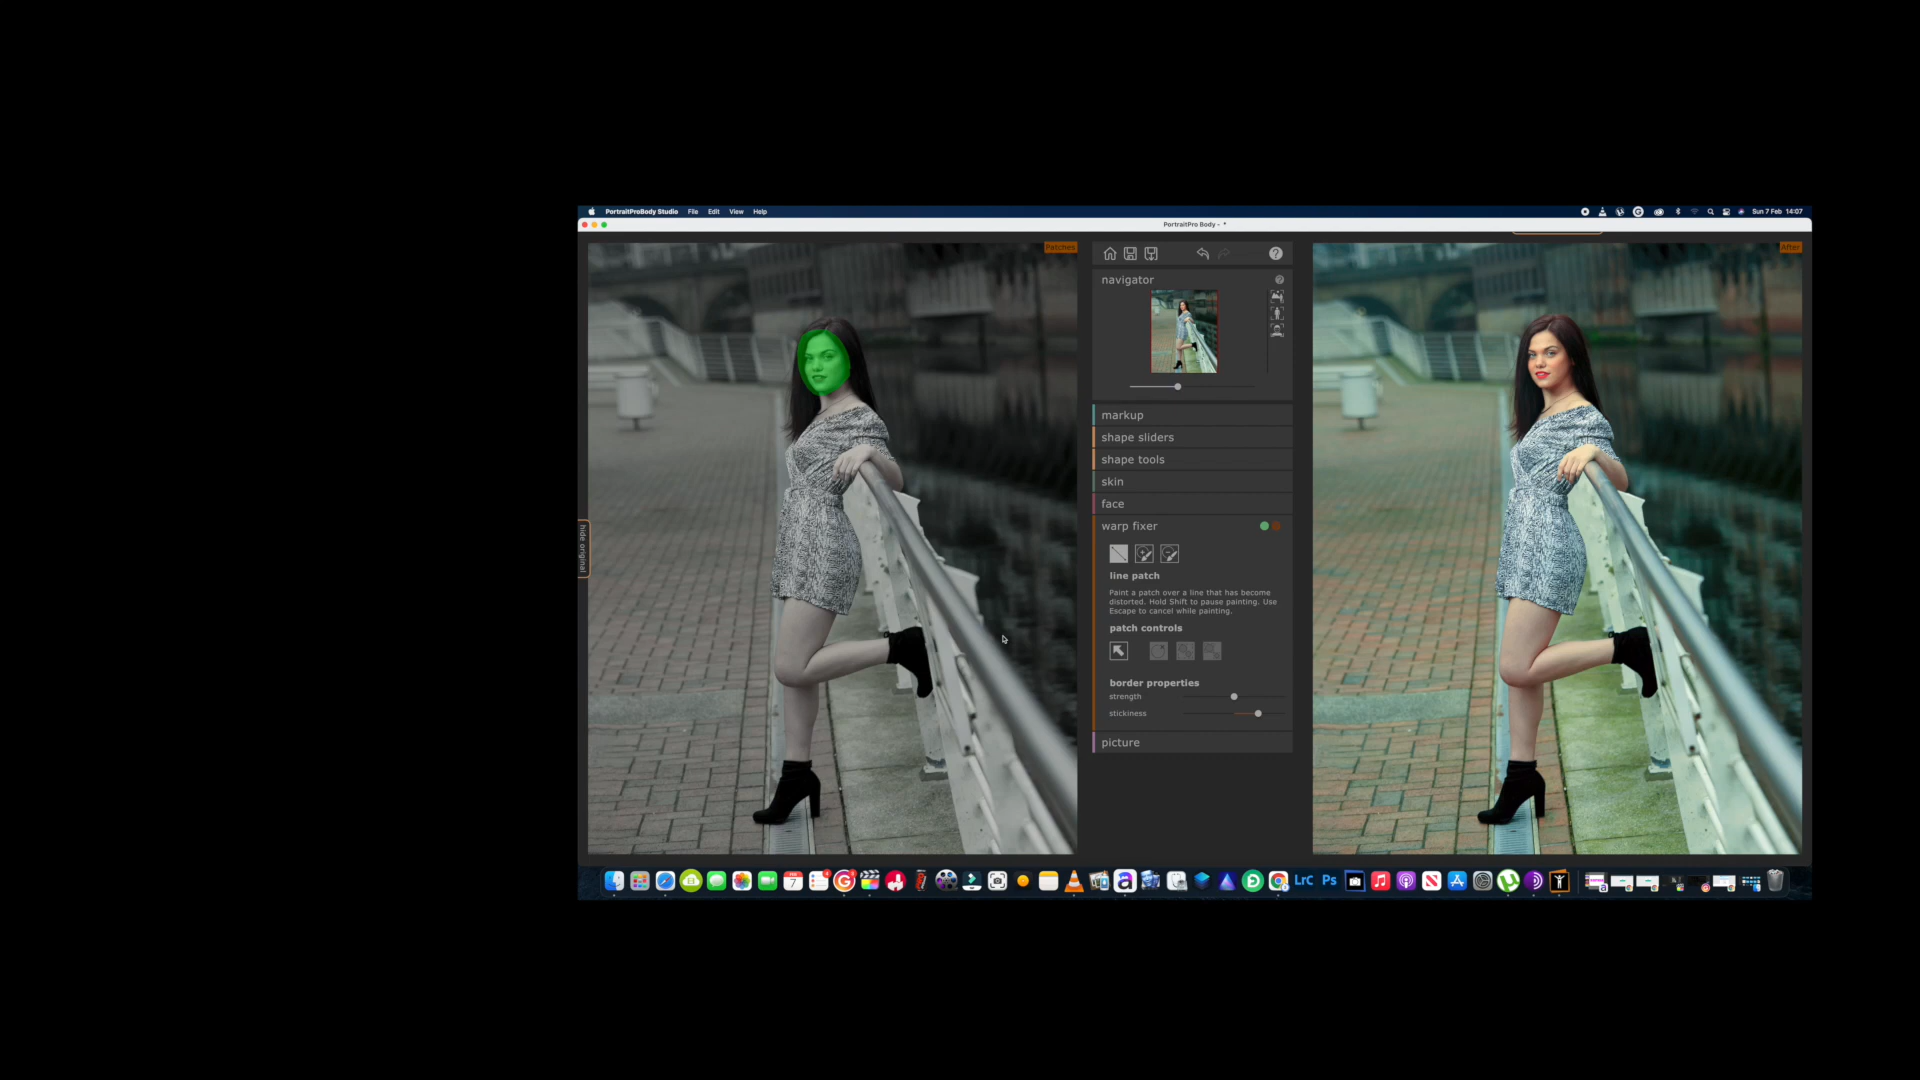 PortraitProBody Studio File Edit View Help
Sun 7 Feb 14:07
PortraitPro Body - *
Patches
After
navigator
markup
shape sliders
shape tools
skin
face
warp fixer
line patch
Paint a patch over a line that has become
distorted. Hold Shift to pause painting. Use
Escape to cancel while painting.
patch controls
border properties
strength
stickiness
picture
hide original
LrC Ps